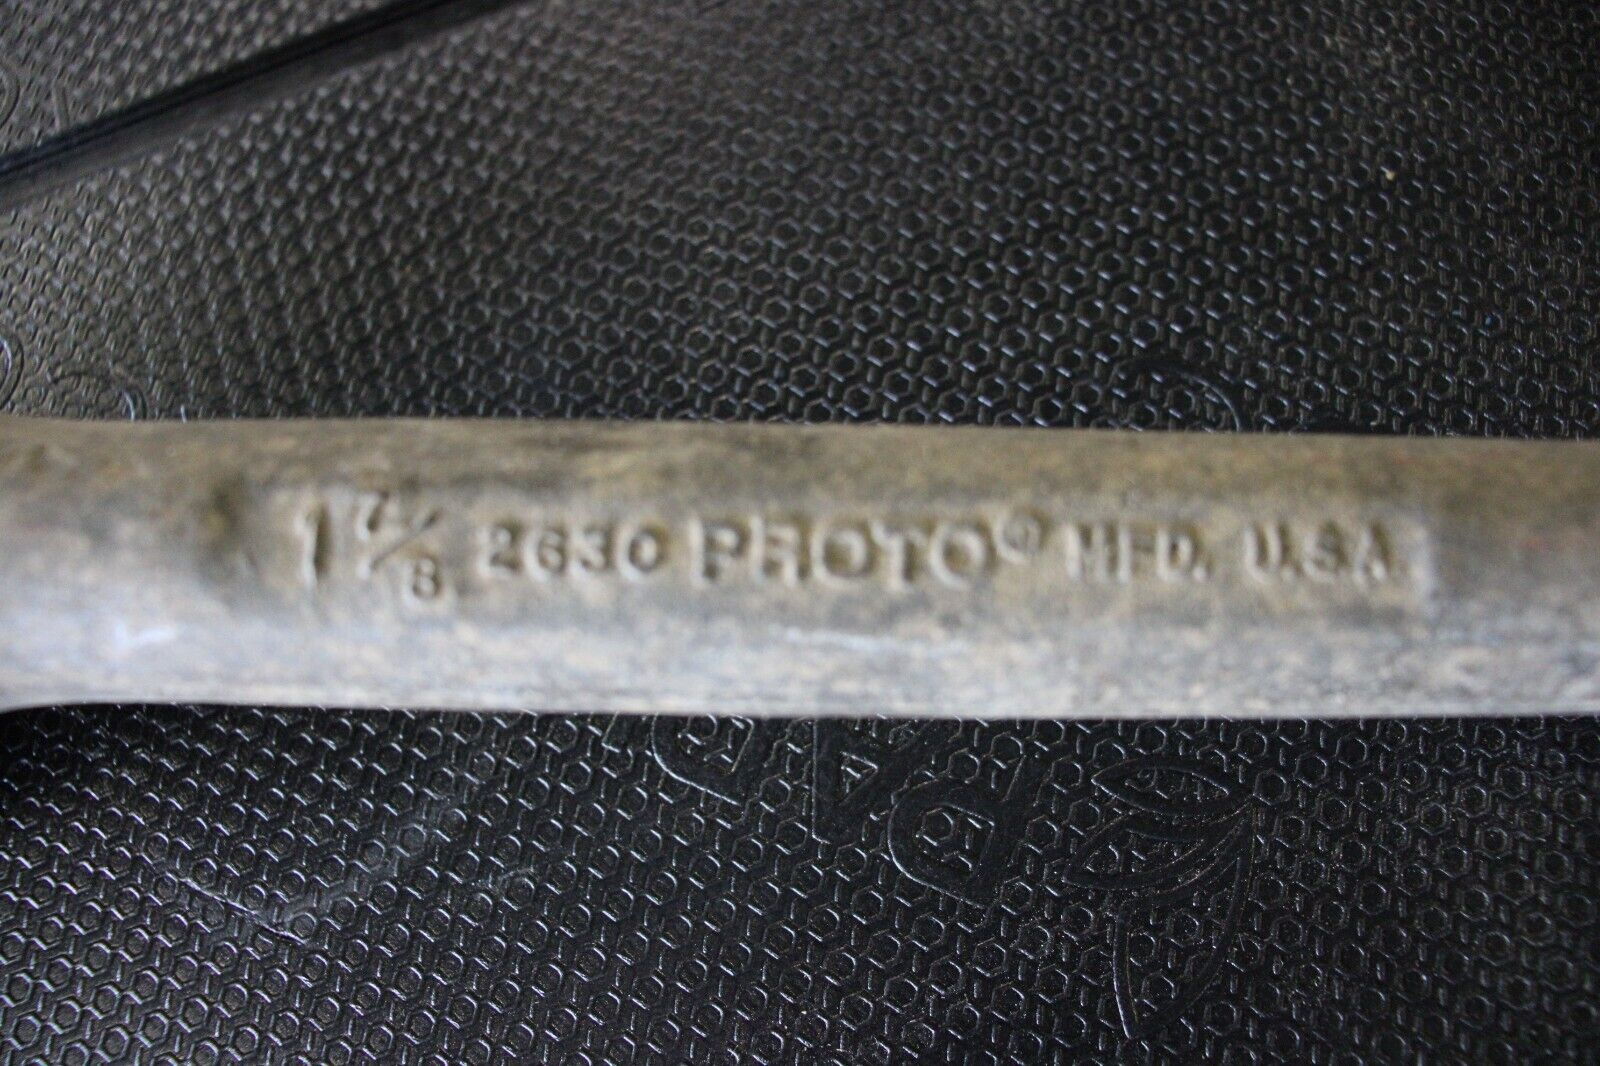 1 7/8 2630 PROTO® MFD. U.S.A.